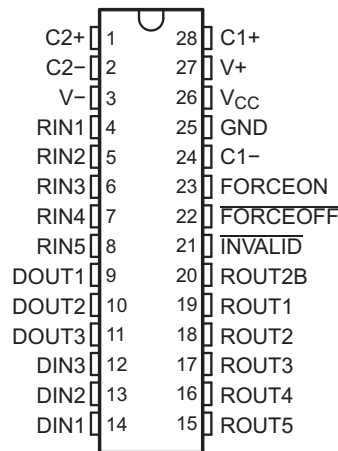 C2+ 1 28 C1+
C2− 2 27 V+
V− 3 26 VCC
RIN1 4 25 GND
RIN2 5 24 C1−
RIN3 6 23 FORCEON
RIN4 7 22 FORCEOFF
RIN5 8 21 INVALID
DOUT1 9 20 ROUT2B
DOUT2 10 19 ROUT1
DOUT3 11 18 ROUT2
DIN3 12 17 ROUT3
DIN2 13 16 ROUT4
DIN1 14 15 ROUT5